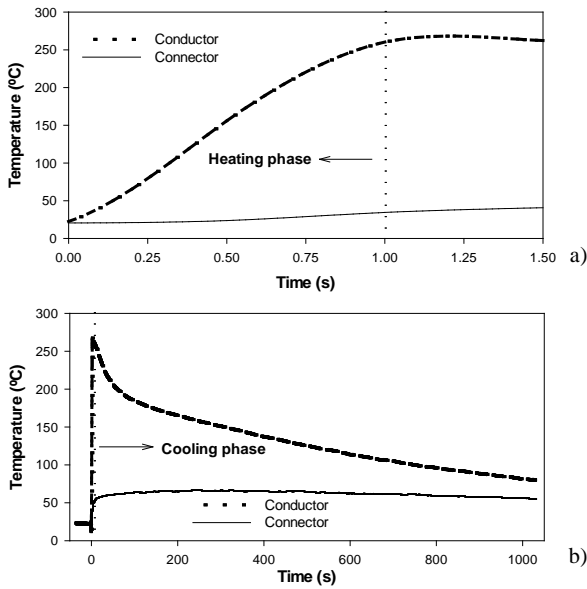 300
250
200
150
100
50
0
Temperature (ºC)
Conductor
Connector
Heating phase
0.00 0.25 0.50 0.75 1.00 1.25 1.50
Time (s)
a)
300
250
200
150
100
50
0
Temperature (ºC)
Cooling phase
Conductor
Connector
0 200 400 600 800 1000
Time (s)
b)